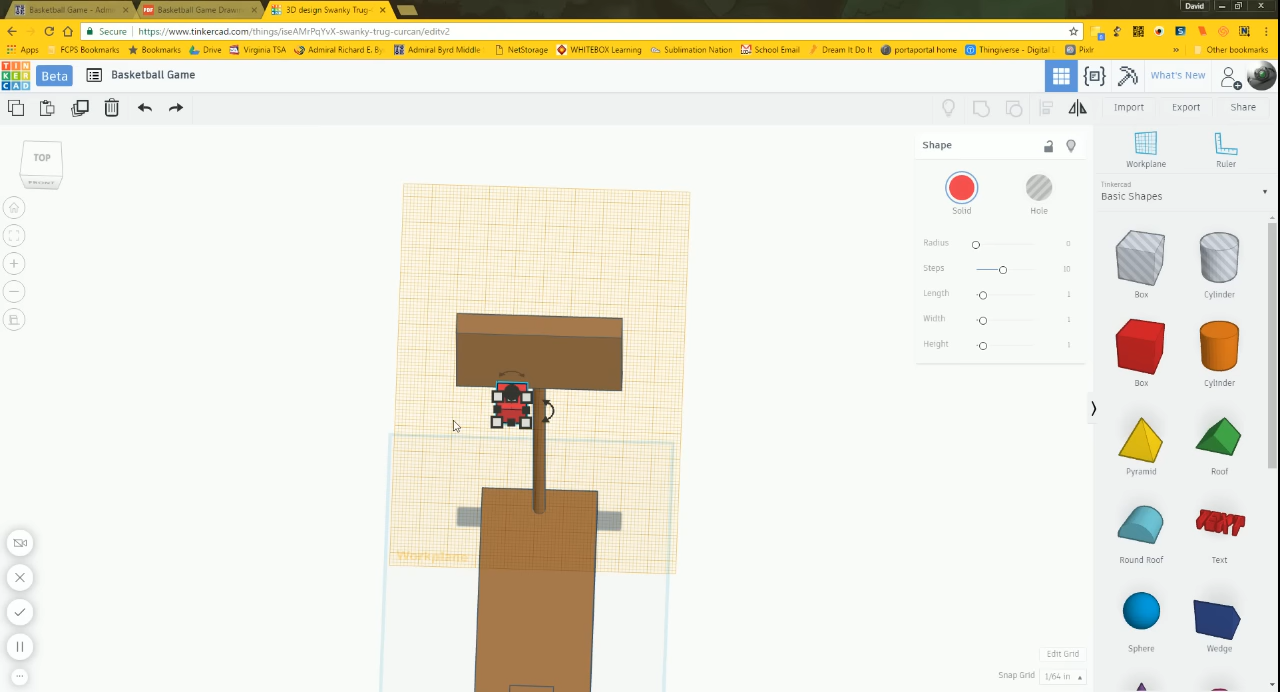 Basketball Game - Adm
Basketball Game Drawn
3D design Swanky Trug-
David
Secure
https://www.tinkercad.com/things/iseAMrPqYvX-swanky-trug-curcan/editv2
Apps
FCPS Bookmarks
Bookmarks
Drive
Virginia TSA
Admiral Richard E. By
Admiral Byrd Middle
NetStorage
WHITEBOX Learning
Sublimation Nation
School Email
Dream It Do It
portaportal home
Thingiverse - Digital
Pixlr
»
Other bookmarks
TIN
KER
CAD
Beta
Basketball Game
What's New
Import
Export
Share
TOP
FRONT
Shape
Solid
Hole
Radius 0
Steps 10
Length 1
Width 1
Height 1
Workplane
Ruler
Tinkercad
Basic Shapes
Box
Cylinder
Box
Cylinder
Pyramid
Roof
Round Roof
TEXT
Text
Sphere
Wedge
Workplane
Edit Grid
Snap Grid 1/64 in